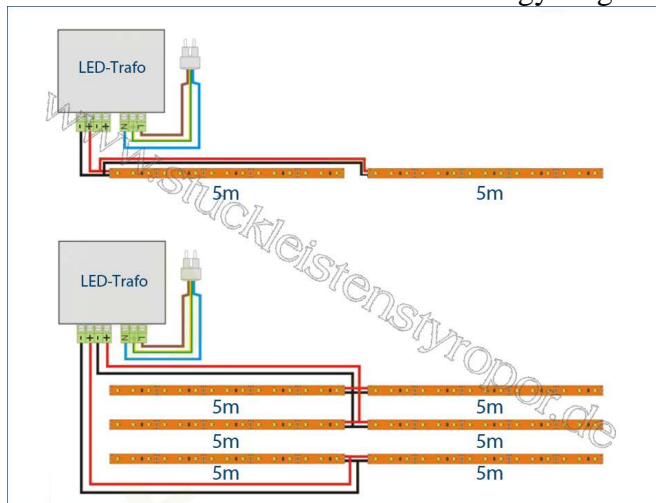 LED-Trafo
- + - + N L
5m 5m
LED-Trafo
- + - + N L
5m 5m
5m 5m
5m 5m
www.stuckleistenstyropor.de